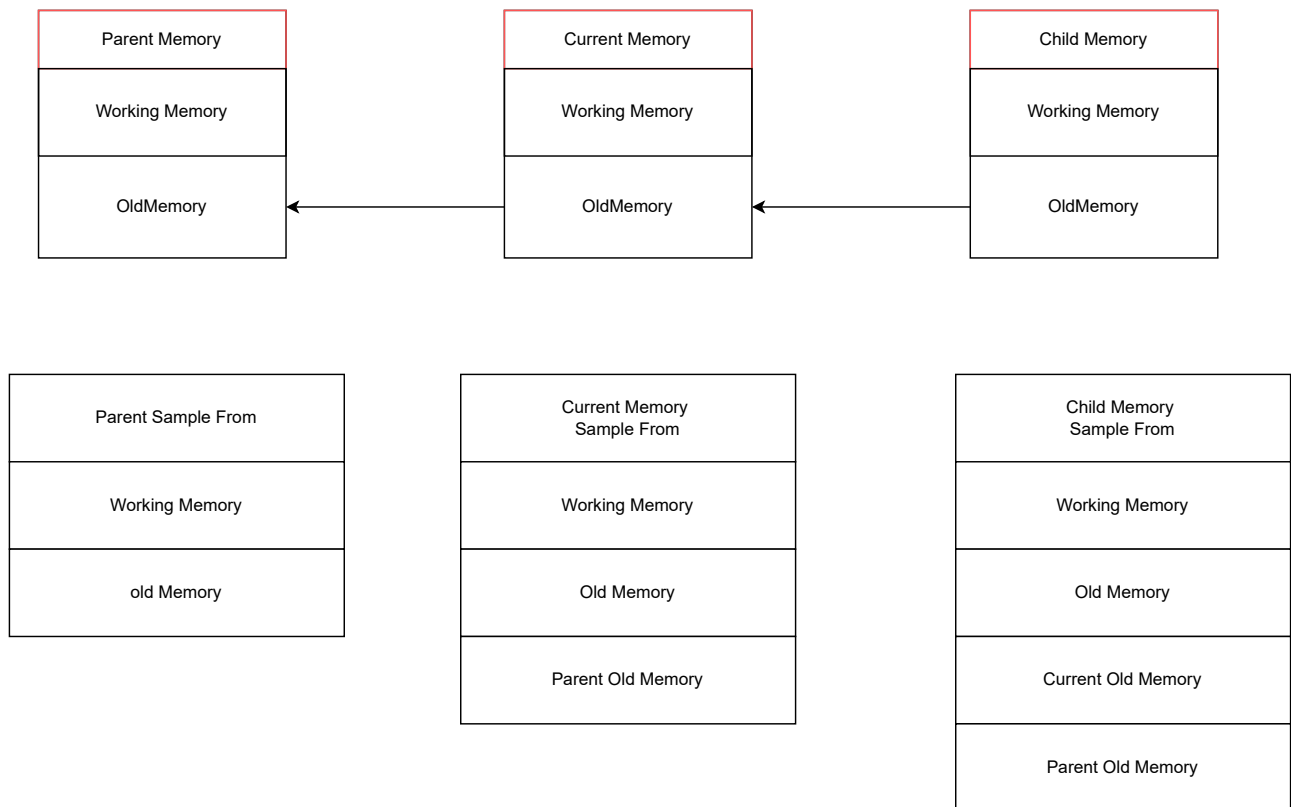 Parent Memory
Current Memory
Child Memory
Working Memory
Working Memory
Working Memory
OldMemory
OldMemory
OldMemory
Parent Sample From
Working Memory
old Memory
Current Memory
Sample From
Working Memory
Old Memory
Parent Old Memory
Child Memory
Sample From
Working Memory
Old Memory
Current Old Memory
Parent Old Memory